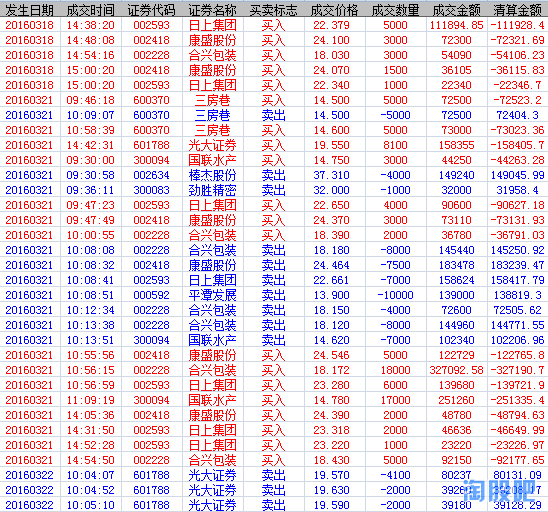 发生日期 成交时间 证券代码 证券名称 买卖标志 成交价格 成交数量 成交金额 清算金额
20160318 14:38:20 002593 日上集团 买入 22.379 5000 111894.85 -111928.4
20160318 14:48:08 002418 康盛股份 买入 24.100 3000 72300 -72321.69
20160318 14:54:16 002228 合兴包装 买入 18.030 3000 54090 -54106.23
20160318 15:00:20 002418 康盛股份 买入 24.070 1500 36105 -36115.83
20160318 15:00:20 002593 日上集团 买入 22.340 1000 22340 -22346.7
20160321 09:46:18 600370 三房巷 买入 14.500 5000 72500 -72523.2
20160321 10:09:07 600370 三房巷 卖出 14.500 -5000 72500 72404.3
20160321 10:58:39 600370 三房巷 买入 14.600 5000 73000 -73023.36
20160321 14:42:31 601788 光大证券 买入 19.550 8100 158355 -158405.7
20160321 09:30:00 300094 国联水产 买入 14.750 3000 44250 -44263.28
20160321 09:30:58 002634 棒杰股份 卖出 37.310 -4000 149240 149045.99
20160321 09:36:11 300083 劲胜精密 卖出 32.000 -1000 32000 31958.4
20160321 09:47:23 002593 日上集团 买入 22.650 4000 90600 -90627.18
20160321 09:47:49 002418 康盛股份 买入 24.370 3000 73110 -73131.93
20160321 10:00:55 002228 合兴包装 买入 18.390 2000 36780 -36791.03
20160321 10:08:08 002228 合兴包装 卖出 18.180 -8000 145440 145250.92
20160321 10:08:32 002418 康盛股份 卖出 24.464 -7500 183478 183239.47
20160321 10:08:41 002593 日上集团 卖出 22.661 -7000 158624 158417.79
20160321 10:08:51 000592 平潭发展 卖出 13.900 -10000 139000 138819.3
20160321 10:12:34 002228 合兴包装 卖出 18.150 -4000 72600 72505.62
20160321 10:13:38 002228 合兴包装 卖出 18.120 -8000 144960 144771.55
20160321 10:13:51 300094 国联水产 卖出 14.620 -7000 102340 102206.96
20160321 10:55:56 002418 康盛股份 买入 24.546 5000 122729 -122765.8
20160321 10:56:15 002228 合兴包装 买入 18.172 18000 327092.58 -327190.7
20160321 10:56:59 002593 日上集团 买入 23.280 6000 139680 -139721.9
20160321 11:09:19 300094 国联水产 买入 14.780 17000 251260 -251335.4
20160321 14:05:36 002418 康盛股份 买入 24.390 2000 48780 -48794.63
20160321 14:31:50 002593 日上集团 买入 23.318 2000 46636 -46649.99
20160321 14:52:28 002593 日上集团 买入 23.220 1000 23220 -23226.97
20160321 14:54:50 002228 合兴包装 买入 18.430 5000 92150 -92177.65
20160322 10:04:07 601788 光大证券 卖出 19.570 -4100 80237 80131.09
20160322 10:04:52 601788 光大证券 卖出 19.630 -2000
20160322 10:05:10 601788 光大证券 卖出 19.590 -2000 39180 39128.29
淘股吧